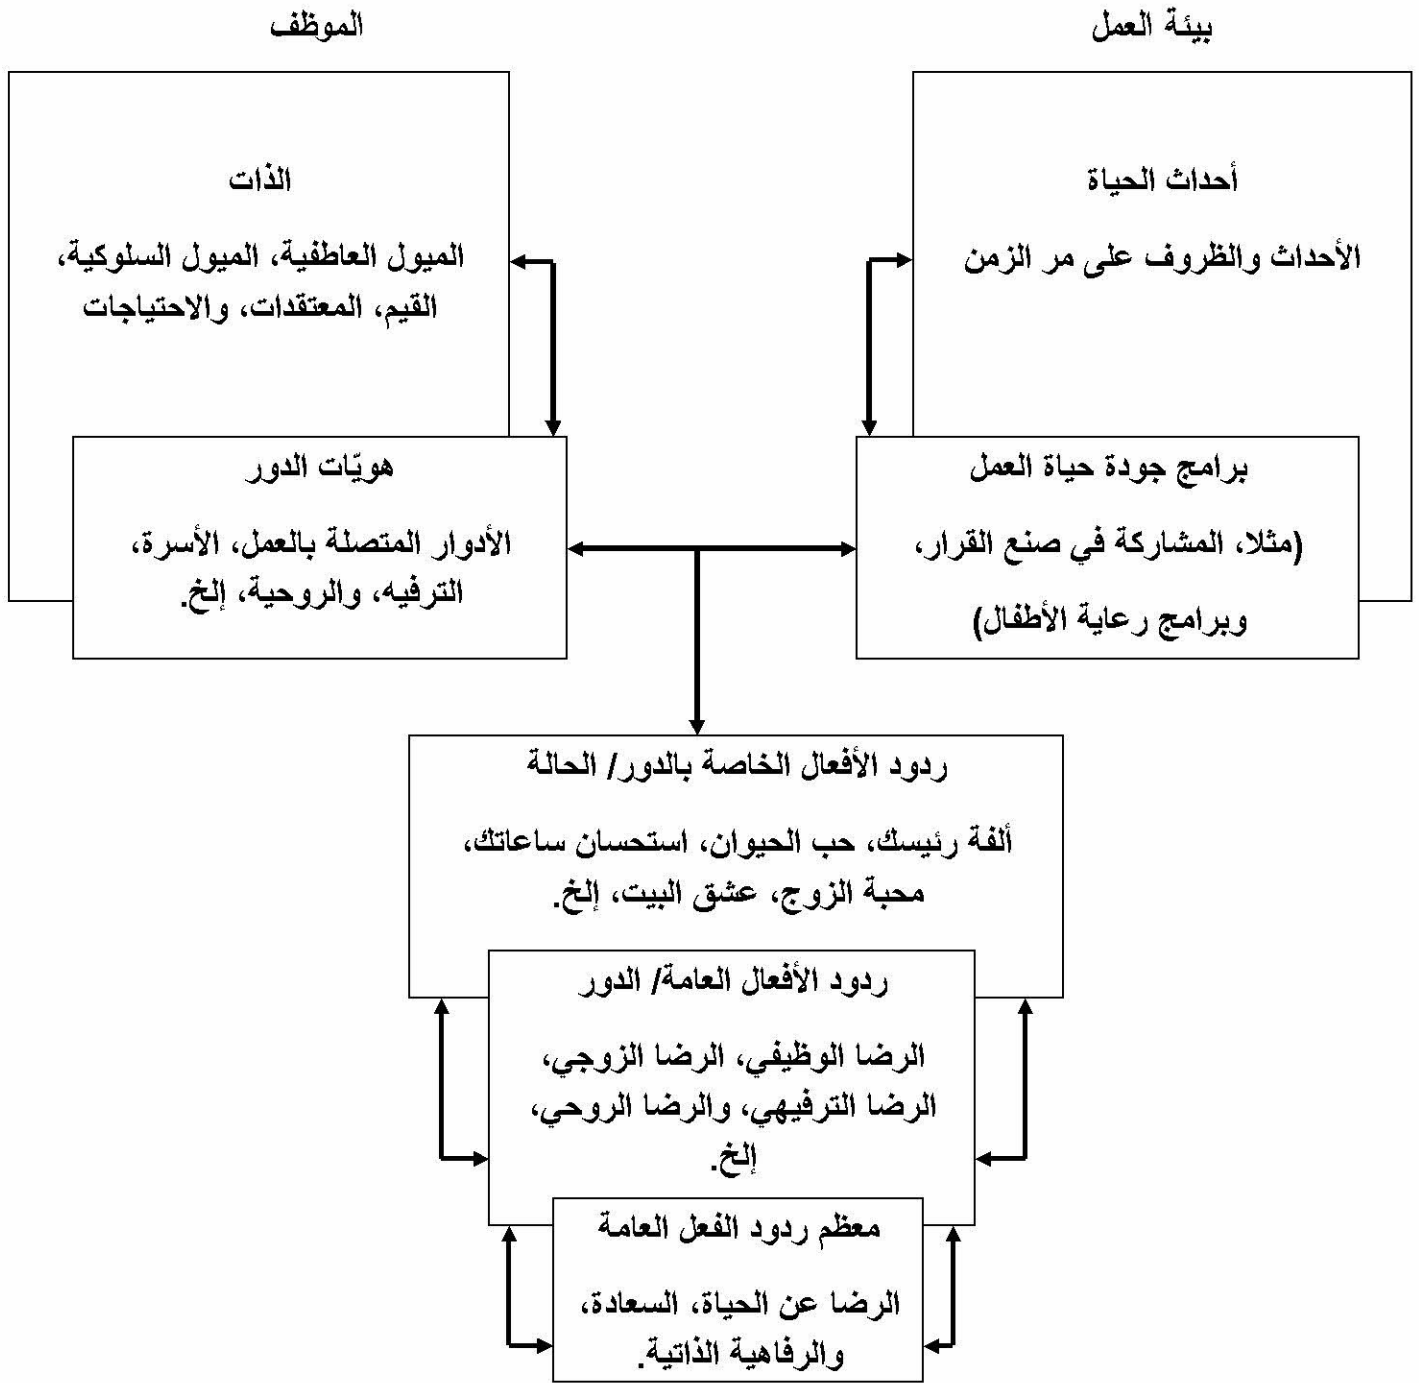 بيئة العمل
أحداث الحياة
الأحداث والظروف على مر الزمن
برامج جودة حياة العمل
(مثلا، المشاركة في صنع القرار،
وبرامج رعاية الأطفال)
الموظف
الذات
الميول العاطفية، الميول السلوكية،
القيم، المعتقدات، والاحتياجات
هويّات الدور
الأدوار المتصلة بالعمل، الأسرة،
الترفيه، والروحية، إلخ.
ردود الأفعال الخاصة بالدور/ الحالة
ألفة رئيسك، حب الحيوان، استحسان ساعاتك،
محبة الزوج، عشق البيت، إلخ.
ردود الأفعال العامة/ الدور
الرضا الوظيفي، الرضا الزوجي،
الرضا الترفيهي، والرضا الروحي،
إلخ.
معظم ردود الفعل العامة
الرضا عن الحياة، السعادة،
والرفاهية الذاتية.